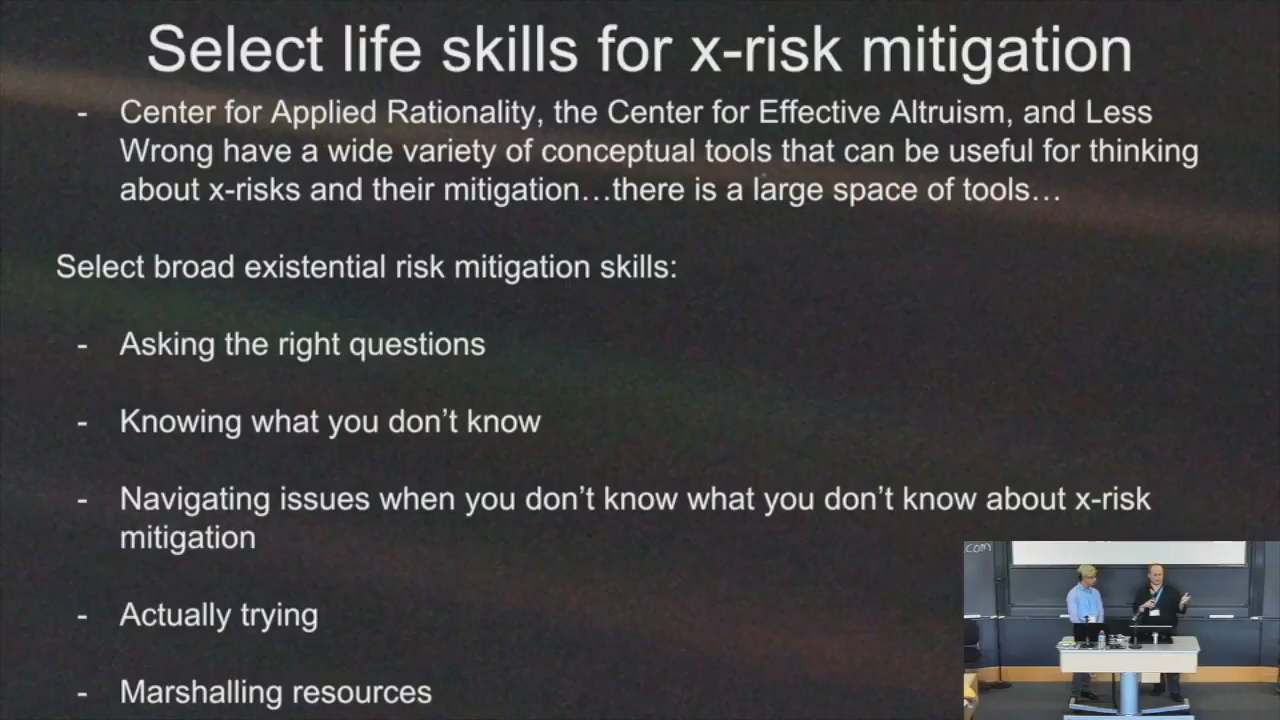 Select life skills for x-risk mitigation
- Center for Applied Rationality, the Center for Effective Altruism, and Less
Wrong have a wide variety of conceptual tools that can be useful for thinking
about x-risks and their mitigation…there is a large space of tools…
Select broad existential risk mitigation skills:
- Asking the right questions
- Knowing what you don’t know
- Navigating issues when you don’t know what you don’t know about x-risk
mitigation
- Actually trying
- Marshalling resources
com